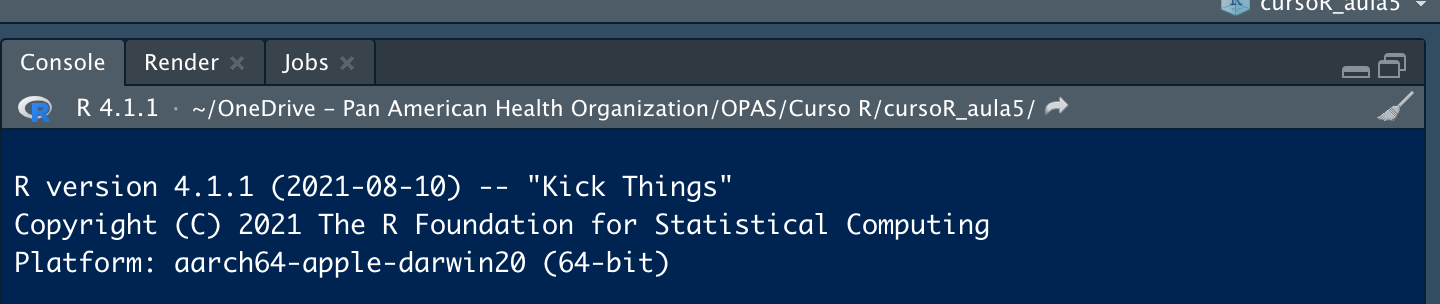 cursoR_aula5
Console Render Jobs
R 4.1.1 · ~/OneDrive – Pan American Health Organization/OPAS/Curso R/cursoR_aula5/
R version 4.1.1 (2021-08-10) -- "Kick Things"
Copyright (C) 2021 The R Foundation for Statistical Computing
Platform: aarch64-apple-darwin20 (64-bit)